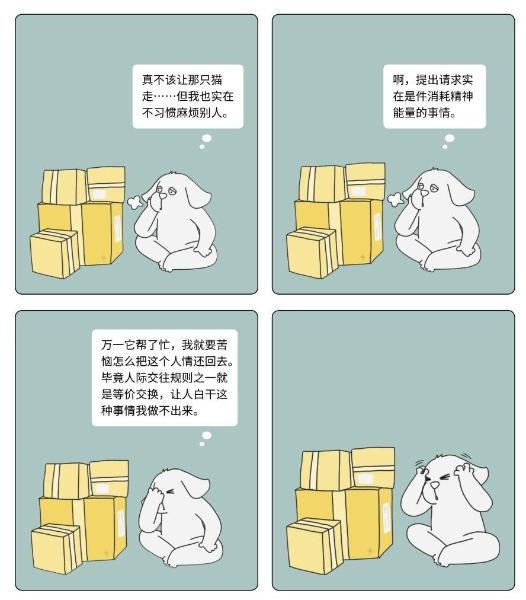 真不该让那只猫
走……但我也实在
不习惯麻烦别人。
啊，提出请求实
在是件消耗精神
能量的事情。
万一它帮了忙，我就要苦
恼怎么把这个人情还回去。
毕竟人际交往规则之一就
是等价交换，让人白干这
种事情我做不出来。